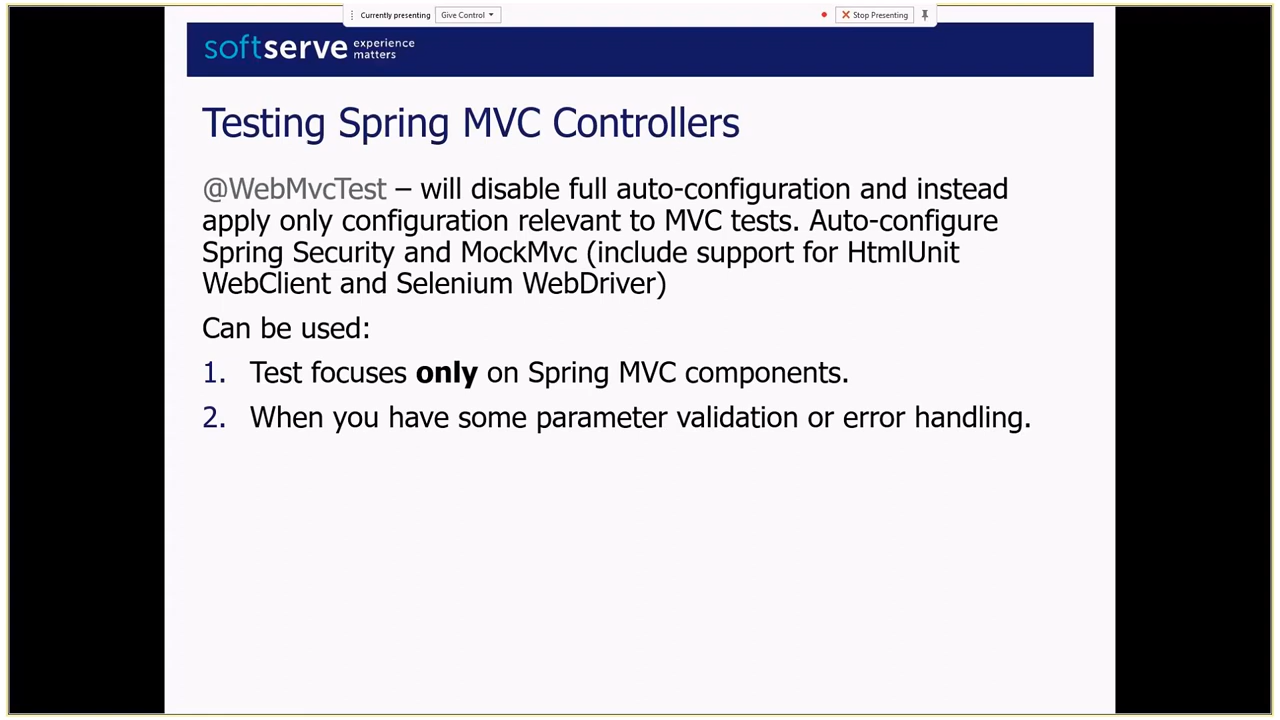 Currently presenting Give Control Stop Presenting
softserve experience matters
Testing Spring MVC Controllers
@WebMvcTest – will disable full auto-configuration and instead
apply only configuration relevant to MVC tests. Auto-configure
Spring Security and MockMvc (include support for HtmlUnit
WebClient and Selenium WebDriver)
Can be used:
1. Test focuses only on Spring MVC components.
2. When you have some parameter validation or error handling.